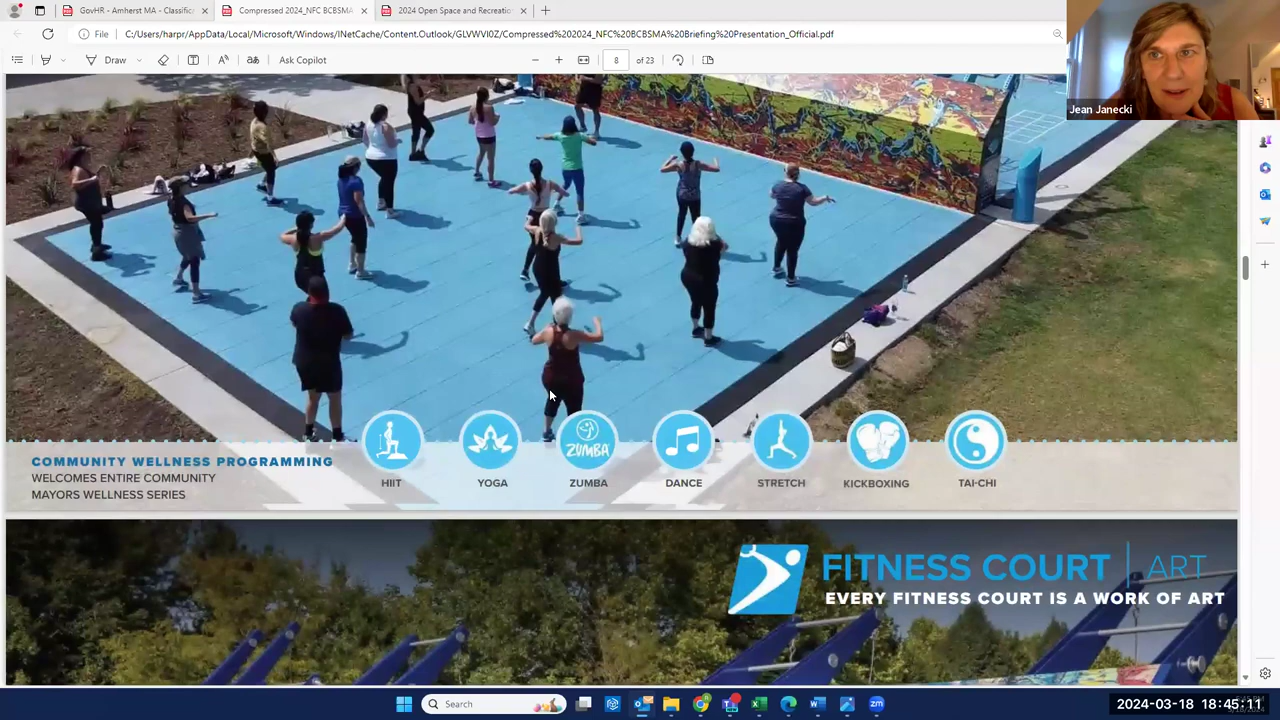 GovHR - Amherst MA - Classific
Compressed 2024_NFC BCBSMA
2024 Open Space and Recreatio
File
C:/Users/harpr/AppData/Local/Microsoft/Windows/INetCache/Content.Outlook/GLVWVI0Z/Compressed%202024_NFC%20BCBSMA%20Briefing%20Presentation_Official.pdf
Draw
Ask Copilot
8
of 23
Jean Janecki
COMMUNITY WELLNESS PROGRAMMING
WELCOMES ENTIRE COMMUNITY
MAYORS WELLNESS SERIES
ZUMBA
HIIT
YOGA
ZUMBA
DANCE
STRETCH
KICKBOXING
TAI-CHI
FITNESS COURT | ART
EVERY FITNESS COURT IS A WORK OF ART
Search
2024-03-18 18:45:11